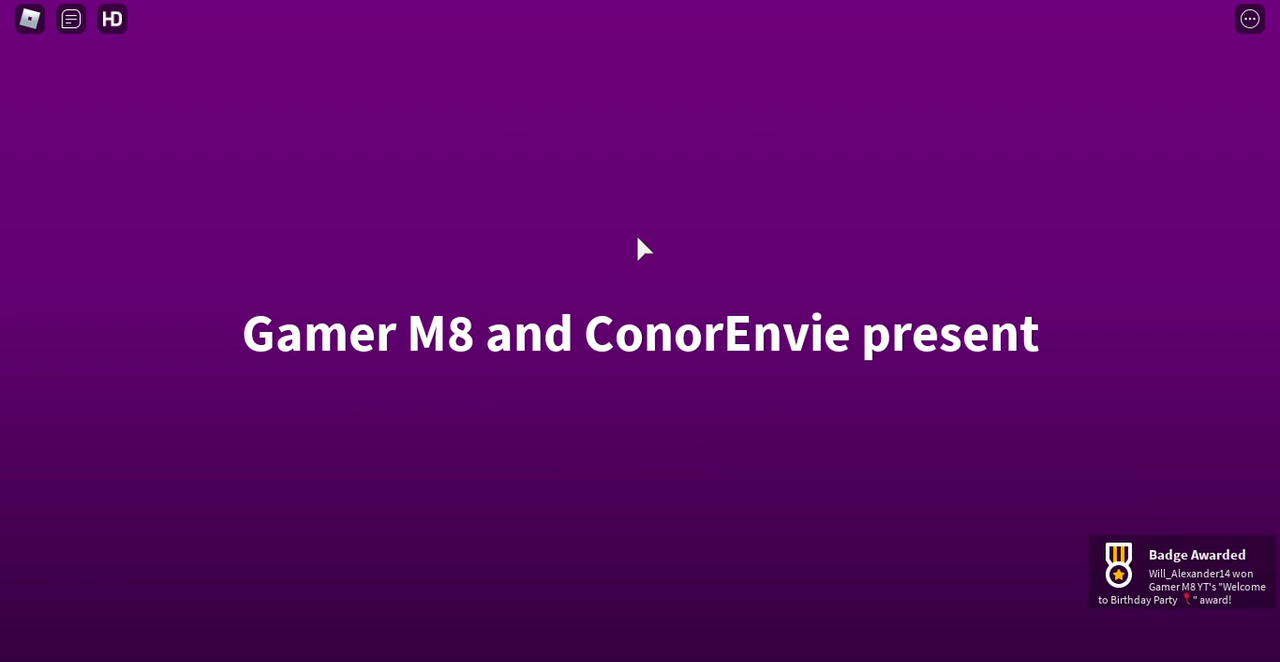 HD
Gamer M8 and ConorEnvie present
Badge Awarded
Will_Alexander14 won
Gamer M8 YT's "Welcome
to Birthday Party 🎈" award!